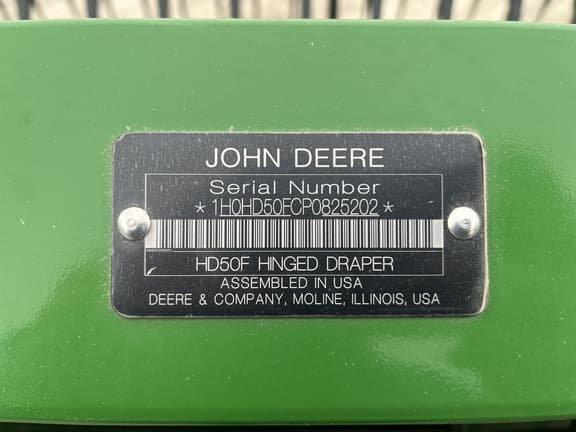 JOHN DEERE
Serial Number
*1H0HD50FCP0825202*
HD50F HINGED DRAPER
ASSEMBLED IN USA
DEERE & COMPANY, MOLINE, ILLINOIS, USA